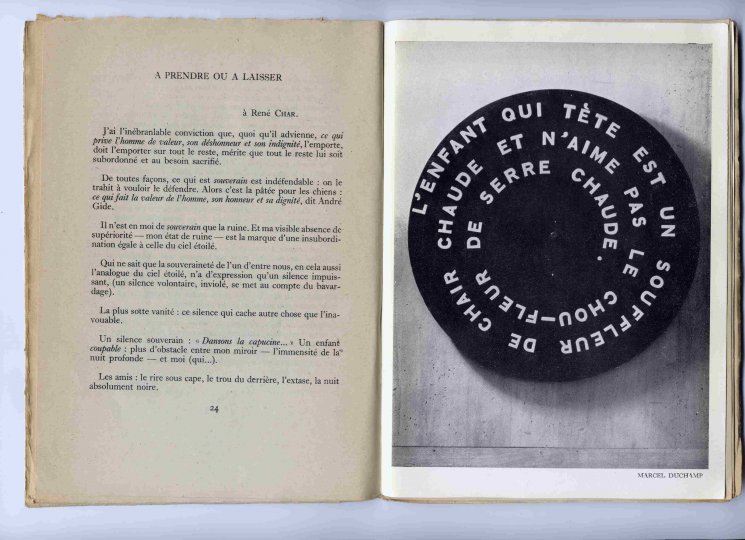 A PRENDRE OU A LAISSER
à René CHAR.
J'ai l'inébranlable conviction que, quoi qu'il advienne, ce qui
prive l'homme de valeur, son déshonneur et son indignité, l'emporte,
doit l'emporter sur tout le reste, mérite que tout le reste lui soit
subordonné et au besoin sacrifié.
De toutes façons, ce qui est souverain est indéfendable : on le
trahit à vouloir le défendre. Alors c'est la pâtée pour les chiens :
ce qui fait la valeur de l'homme, son honneur et sa dignité, dit André
Gide.
Il n'est en moi de souverain que la ruine. Et ma visible absence de
supériorité — mon état de ruine — est la marque d'une insubordi-
nation égale à celle du ciel étoilé.
Qui ne sait que la souveraineté de l'un d'entre nous, en cela aussi
l'analogue du ciel étoilé, n'a d'expression qu'un silence impuis-
sant, (un silence volontaire, inviolé, se met au compte du bavar-
dage).
La plus sotte vanité : ce silence qui cache autre chose que l'ina-
vouable.
Un silence souverain : « Dansons la capucine... » Un enfant
coupable : plus d'obstacle entre mon miroir — l'immensité de la
nuit profonde — et moi (qui...).
Les amis : le rire sous cape, le trou du derrière, l'extase, la nuit
absolument noire.
24
L'ENFANT QUI TÈTE EST UN SOUFFLEUR DE CHAIR CHAUDE ET N'AIME PAS LE CHOU-FLEUR DE SERRE CHAUDE.
MARCEL DUCHAMP